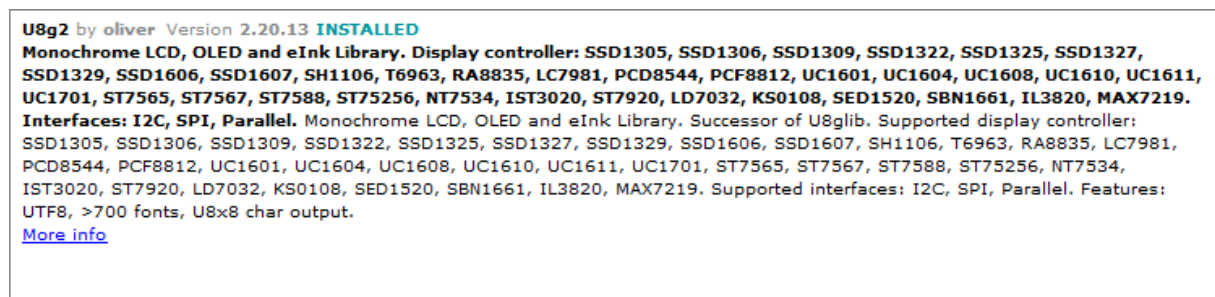 U8g2 by oliver Version 2.20.13 INSTALLED
Monochrome LCD, OLED and eInk Library. Display controller: SSD1305, SSD1306, SSD1309, SSD1322, SSD1325, SSD1327,
SSD1329, SSD1606, SSD1607, SH1106, T6963, RA8835, LC7981, PCD8544, PCF8812, UC1601, UC1604, UC1608, UC1610, UC1611,
UC1701, ST7565, ST7567, ST7588, ST75256, NT7534, IST3020, ST7920, LD7032, KS0108, SED1520, SBN1661, IL3820, MAX7219.
Interfaces: I2C, SPI, Parallel. Monochrome LCD, OLED and eInk Library. Successor of U8glib. Supported display controller:
SSD1305, SSD1306, SSD1309, SSD1322, SSD1325, SSD1327, SSD1329, SSD1606, SSD1607, SH1106, T6963, RA8835, LC7981,
PCD8544, PCF8812, UC1601, UC1604, UC1608, UC1610, UC1611, UC1701, ST7565, ST7567, ST7588, ST75256, NT7534,
IST3020, ST7920, LD7032, KS0108, SED1520, SBN1661, IL3820, MAX7219. Supported interfaces: I2C, SPI, Parallel. Features:
UTF8, >700 fonts, U8x8 char output.
More info